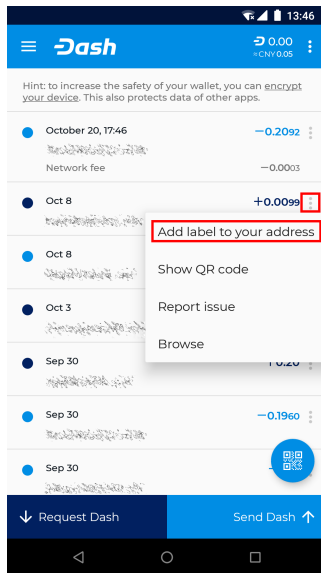 13:46
Dash
0.00
≈CNY 0.05
Hint: to increase the safety of your wallet, you can encrypt
your device. This also protects data of other apps.
October 20, 17:46
−0.2092
Network fee
−0.0003
Oct 8
+0.0099
Add label to your address
Oct 8
Show QR code
Report issue
Oct 3
Browse
Sep 30
+0.20
Sep 30
−0.1960
Sep 30
Request Dash
Send Dash